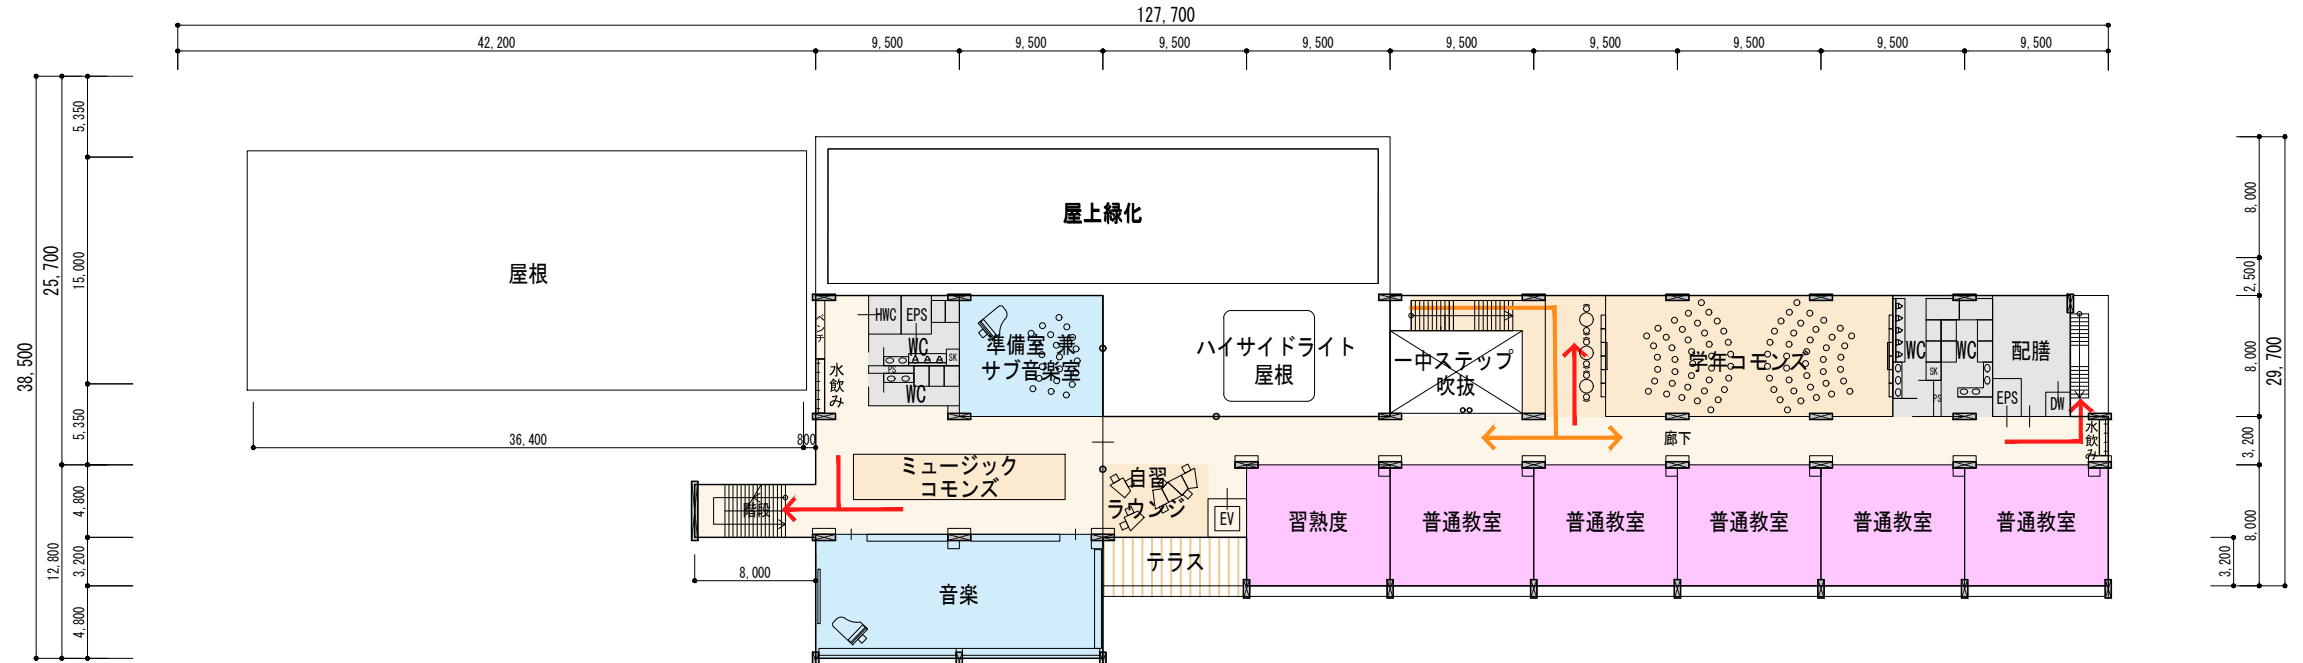 127,700
42,200
9,500
9,500
9,500
9,500
9,500
9,500
9,500
9,500
9,500
38,500
25,700
12,800
5,350
15,000
5,350
4,800
3,200
4,800
屋根
36,400
800
8,000
屋上緑化
ハイサイドライト
屋根
ベンチ
水飲み
HWC
EPS
WC
SK
PS
WC
準備室 兼
サブ音楽室
一中ステップ
吹抜
学年コモンズ
WC
WC
SK
PS
配膳
EPS
DW
水飲み
廊下
ミュージック
コモンズ
自習
ラウンジ
EV
階段
テラス
音楽
習熟度
普通教室
普通教室
普通教室
普通教室
普通教室
8,000
2,500
8,000
3,200
8,000
3,200
29,700